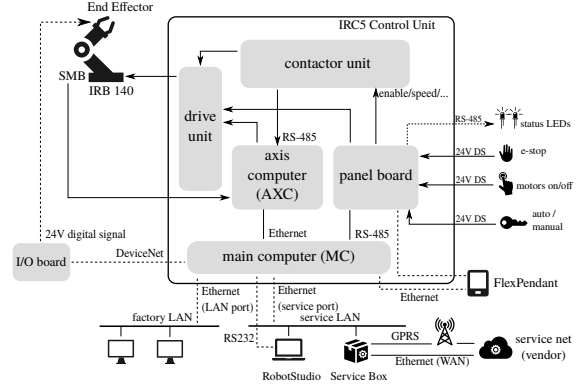 End Effector
IRC5 Control Unit
contactor unit
SMB
IRB 140
enable/speed/...
drive
unit
RS-485
RS-485
status LEDs
axis
computer
(AXC)
panel board
24V DS
e-stop
24V DS
motors on/off
24V DS
auto /
manual
24V digital signal
Ethernet
RS-485
I/O board
DeviceNet
main computer (MC)
FlexPendant
Ethernet
(LAN port)
Ethernet
(service port)
Ethernet
factory LAN
service LAN
RS232
GPRS
Ethernet (WAN)
service net
(vendor)
RobotStudio
Service Box